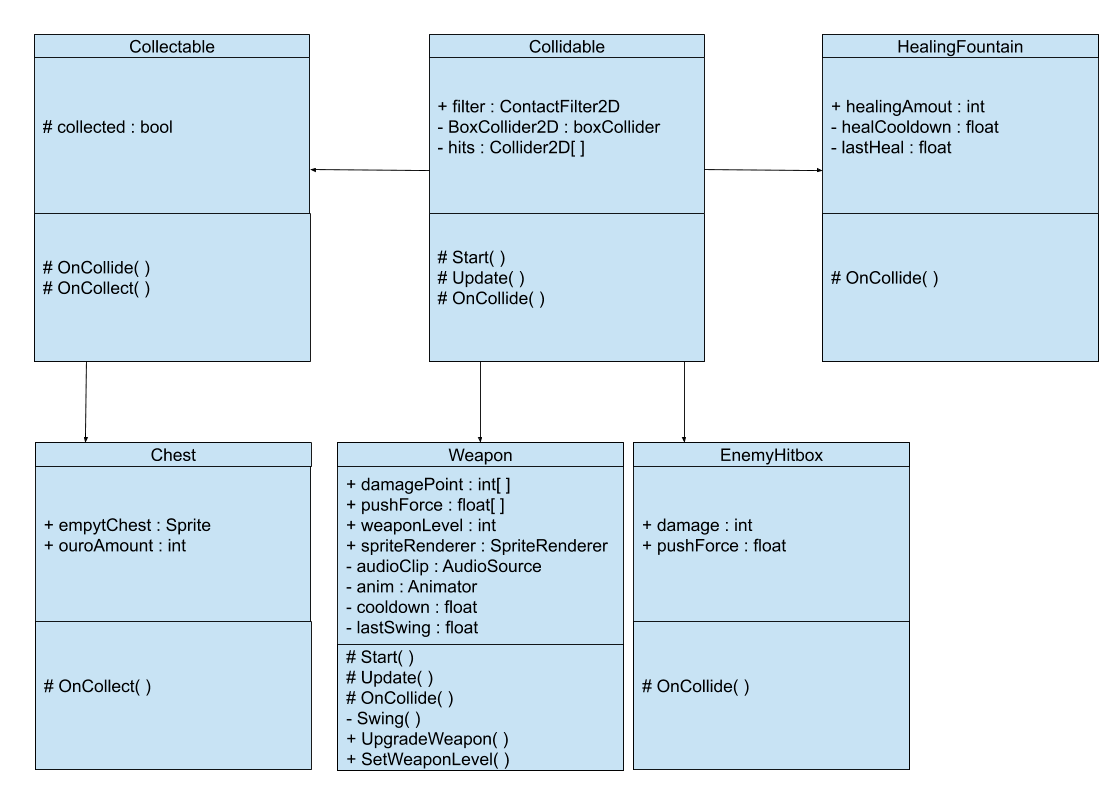 Collectable
# collected : bool
# OnCollide( )
# OnCollect( )
Collidable
+ filter : ContactFilter2D
- BoxCollider2D : boxCollider
- hits : Collider2D[ ]
# Start( )
# Update( )
# OnCollide( )
HealingFountain
+ healingAmout : int
- healCooldown : float
- lastHeal : float
# OnCollide( )
Chest
+ empytChest : Sprite
+ ouroAmount : int
# OnCollect( )
Weapon
+ damagePoint : int[ ]
+ pushForce : float[ ]
+ weaponLevel : int
+ spriteRenderer : SpriteRenderer
- audioClip : AudioSource
- anim : Animator
- cooldown : float
- lastSwing : float
# Start( )
# Update( )
# OnCollide( )
- Swing( )
+ UpgradeWeapon( )
+ SetWeaponLevel( )
EnemyHitbox
+ damage : int
+ pushForce : float
# OnCollide( )